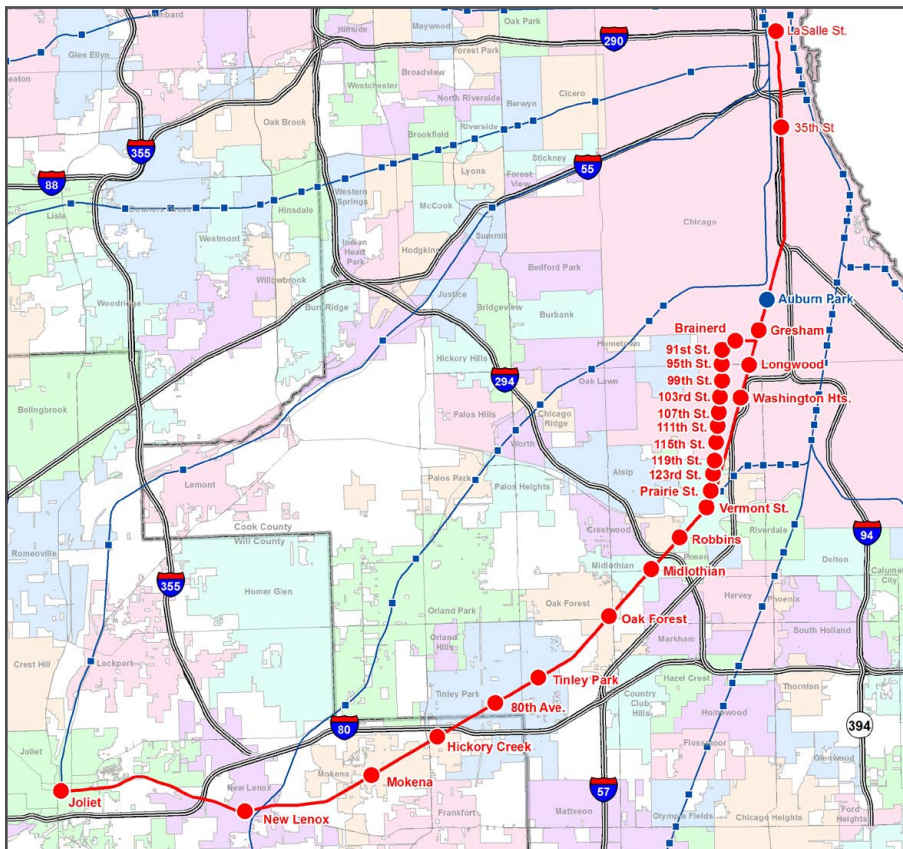 Lombard
Hillside
Maywood
Oak Park
LaSalle St.
Glen Ellyn
290
Forest Park
Broadview
Westchester
North Riverside
Cicero
Berwyn
Oak Brook
Riverside
Brookfield
35th St
355
Stickney
Lyons
Forest
View
55
88
Western
Springs
McCook
Lisle
Downers Grove
Hinsdale
Chicago
Summit
Westmont
Indian
Head
Park
Hodgkins
Bedford Park
Willowbrook
Justice
Woodridge
Burr Ridge
Bridgeview
Burbank
Auburn Park
Brainerd
Gresham
Hometown
91st St.
Hickory Hills
95th St.
Longwood
294
Oak Lawn
99th St.
Bolingbrook
103rd St.
Washington Hts.
Palos Hills
Chicago
Ridge
107th St.
111th St.
Worth
115th St.
119th St.
Alsip
123rd St.
Lemont
Palos Park
Palos Heights
Prairie St.
Vermont St.
Cook County
Will County
Crestwood
Riverdale
Robbins
94
Romeoville
Posen
Dolton
Midlothian
Midlothian
Calumet
City
355
Homer Glen
Harvey
Phoenix
Orland Park
Oak Forest
Oak Forest
South Holland
Lockport
Orland
Hills
Markham
Crest Hill
Tinley Park
Hazel Crest
Thornton
Tinley Park
Country
Club
Hills
80th Ave.
Homewood
394
80
Hickory Creek
Flossmoor
Joliet
Glenwood
Mokena
Mokena
New Lenox
57
Joliet
New Lenox
Frankfort
Matteson
Olympia Fields
Chicago Heights
Ford
Heights